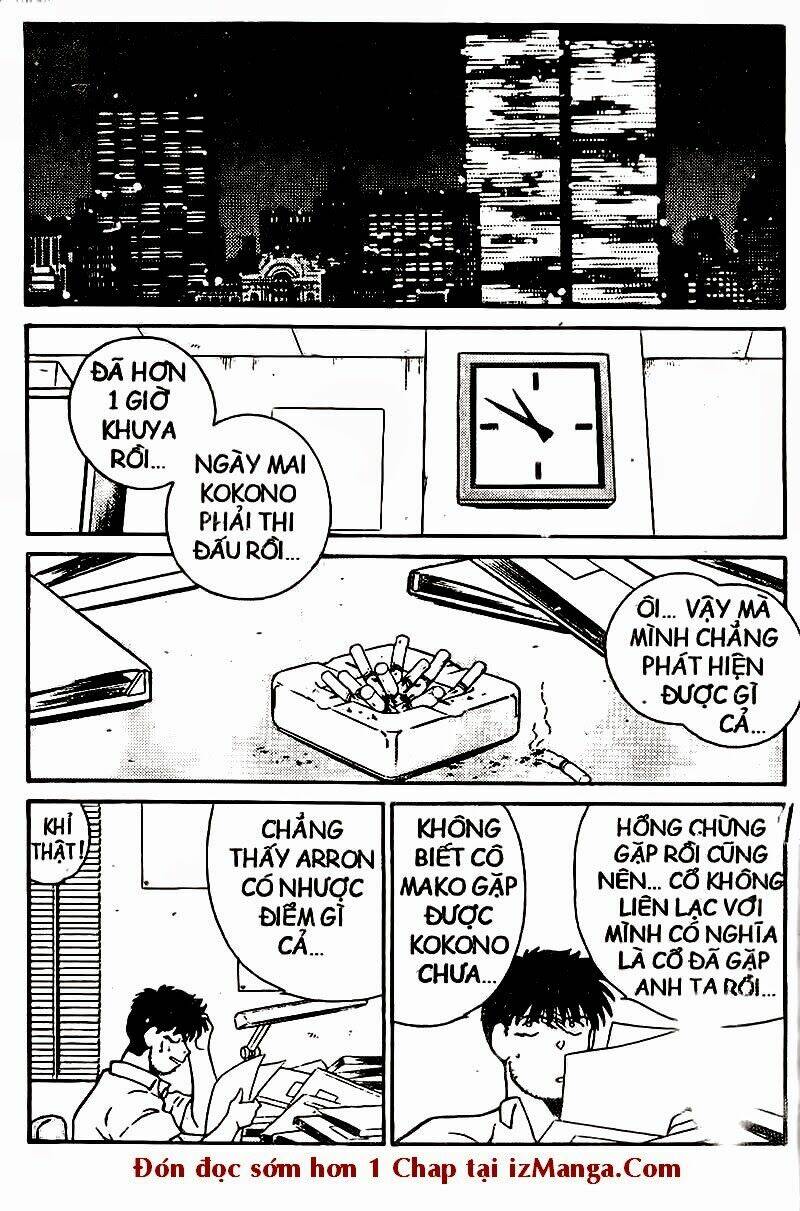 ĐÃ HƠN
1 GIỜ
KHUYA
RỒI...
NGÀY MAI
KOKONO
PHẢI THI
ĐẤU RỒI...
ÔI... VẬY MÀ
MÌNH CHẲNG
PHÁT HIỆN
ĐƯỢC GÌ
CẢ...
KHỈ
THẬT!
CHẲNG
THẤY ARRON
CÓ NHƯỢC
ĐIỂM GÌ
CẢ...
KHÔNG
BIẾT CÔ
MAKO GẶP
ĐƯỢC
KOKONO
CHƯA...
HỔNG CHỪNG
GẶP RỒI CŨNG
NÊN... CỔ KHÔNG
LIÊN LẠC VỚI
MÌNH CÓ NGHĨA
LÀ CỔ ĐÃ GẶP
ANH TA RỒI...
Đón đọc sớm hơn 1 Chap tại izManga.Com